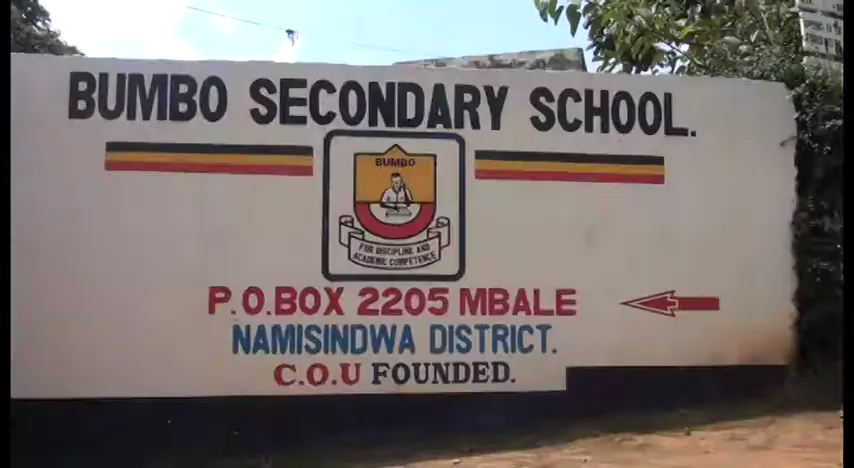 BUMBO SECONDARY SCHOOL.
BUMBO
FOR DISCIPLINE AND
ACADEMIC COMPETENCE
P.O.BOX 2205 MBALE
NAMISINDWA DISTRICT.
C.O.U FOUNDED.